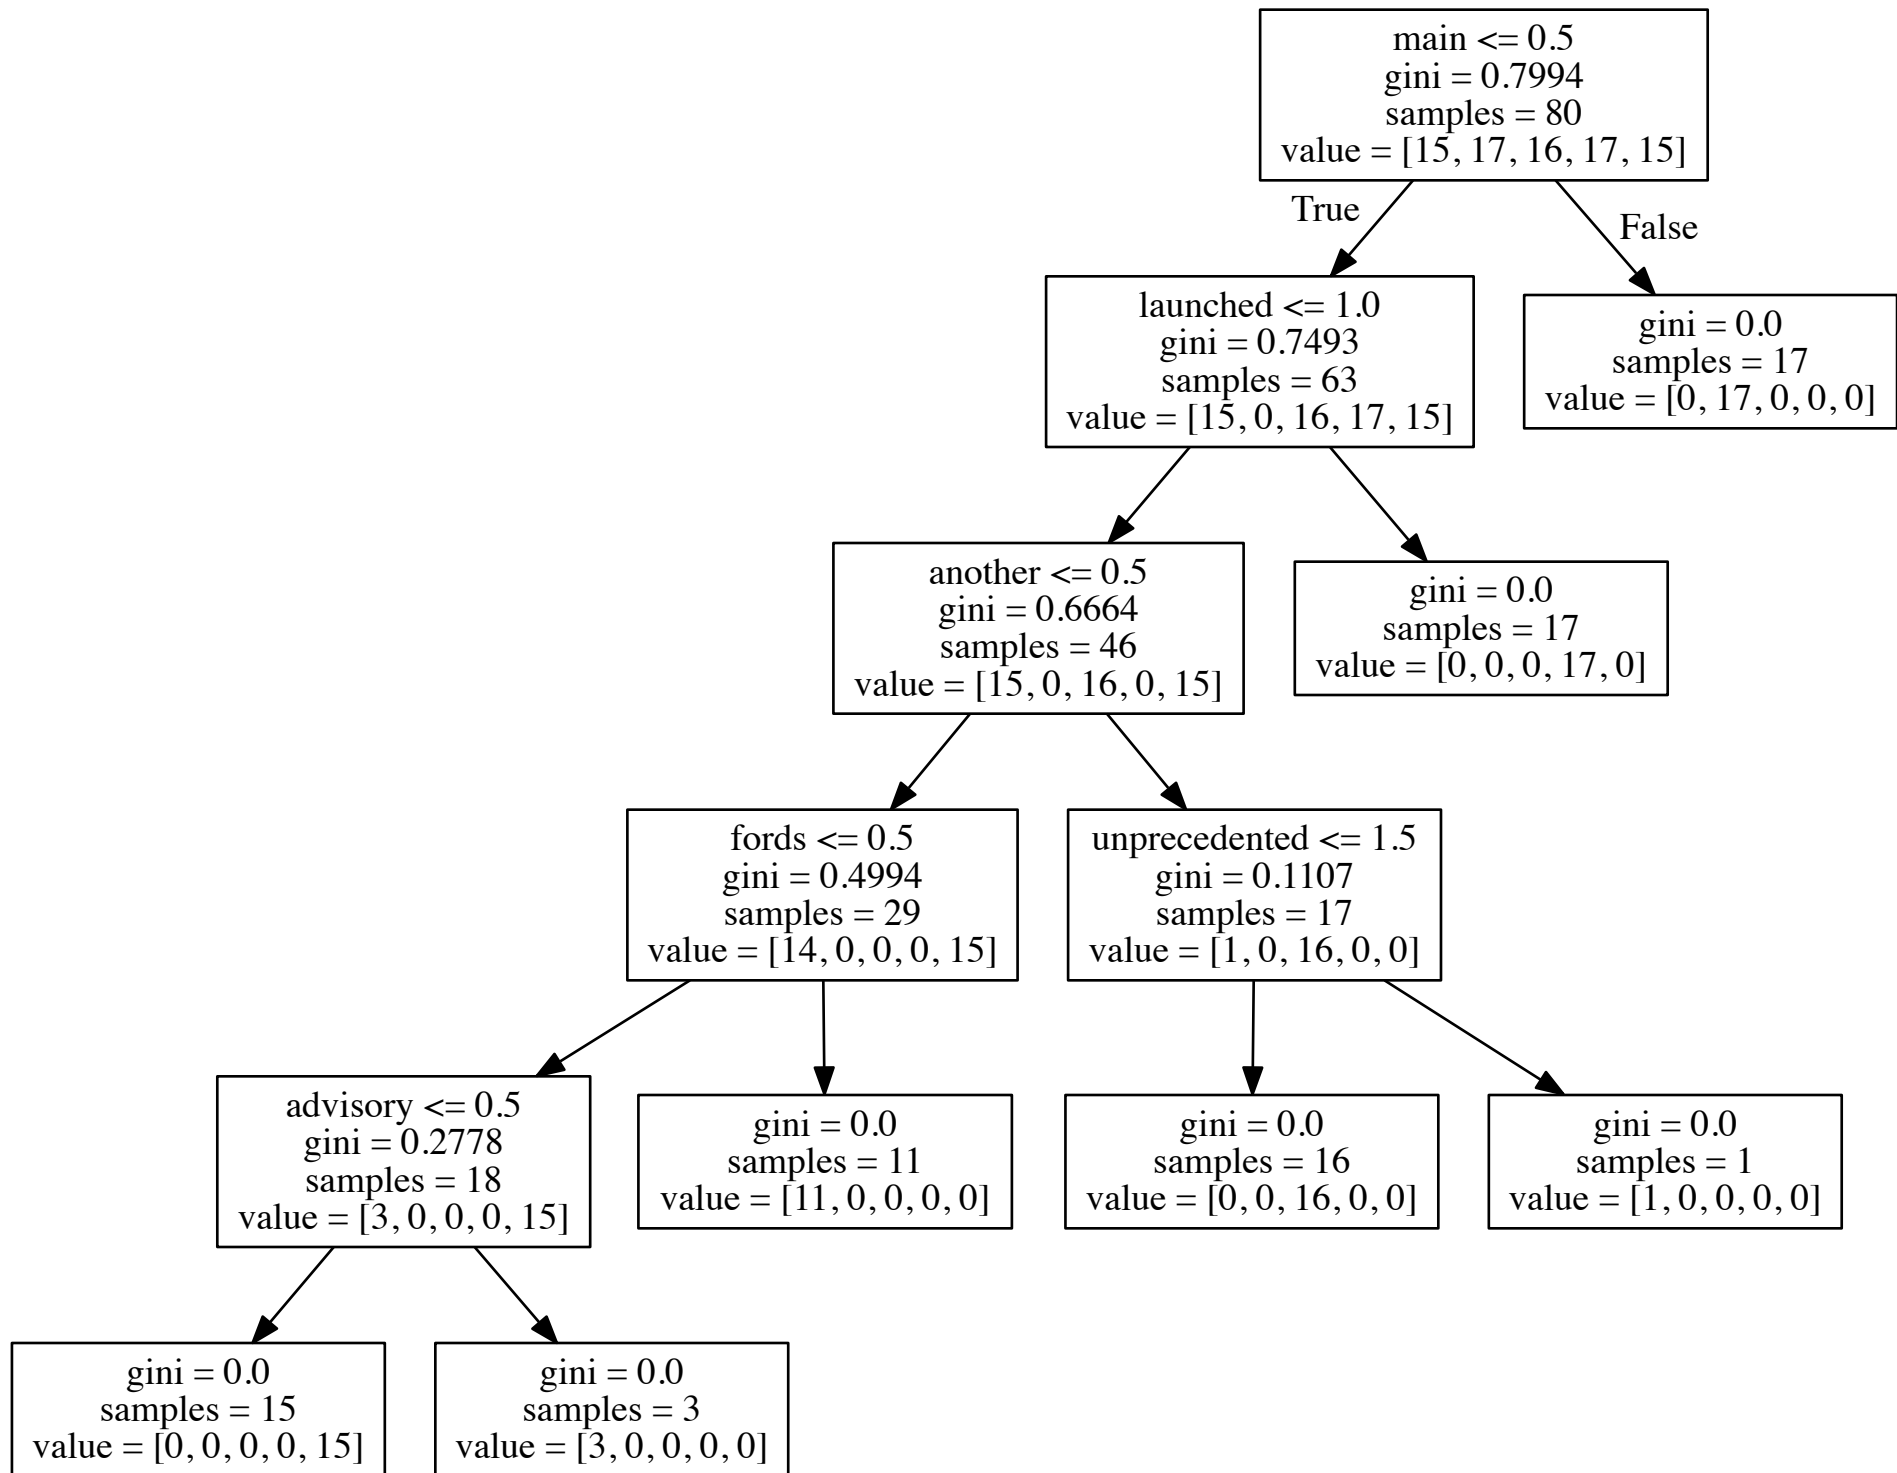 main <= 0.5
gini = 0.7994
samples = 80
value = [15, 17, 16, 17, 15]
True
False
launched <= 1.0
gini = 0.7493
samples = 63
value = [15, 0, 16, 17, 15]
gini = 0.0
samples = 17
value = [0, 17, 0, 0, 0]
another <= 0.5
gini = 0.6664
samples = 46
value = [15, 0, 16, 0, 15]
gini = 0.0
samples = 17
value = [0, 0, 0, 17, 0]
fords <= 0.5
gini = 0.4994
samples = 29
value = [14, 0, 0, 0, 15]
unprecedented <= 1.5
gini = 0.1107
samples = 17
value = [1, 0, 16, 0, 0]
advisory <= 0.5
gini = 0.2778
samples = 18
value = [3, 0, 0, 0, 15]
gini = 0.0
samples = 11
value = [11, 0, 0, 0, 0]
gini = 0.0
samples = 16
value = [0, 0, 16, 0, 0]
gini = 0.0
samples = 1
value = [1, 0, 0, 0, 0]
gini = 0.0
samples = 15
value = [0, 0, 0, 0, 15]
gini = 0.0
samples = 3
value = [3, 0, 0, 0, 0]